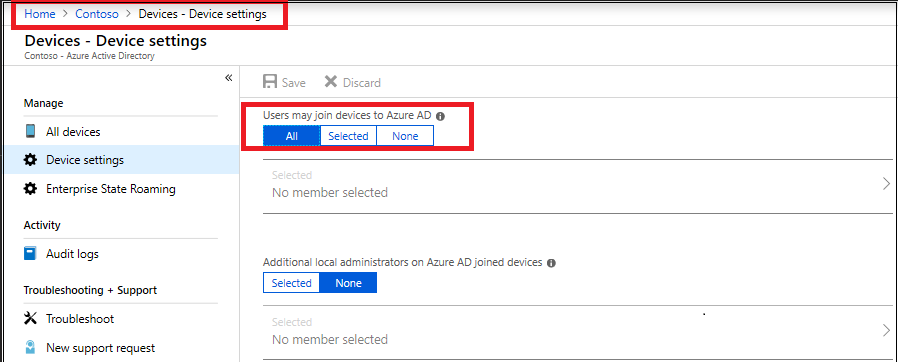 Home > Contoso > Devices - Device settings
Devices - Device settings
Contoso - Azure Active Directory
«
Save Discard
Manage
All devices
Device settings
Enterprise State Roaming
Activity
Audit logs
Troubleshooting + Support
Troubleshoot
New support request
Users may join devices to Azure AD
All Selected None
Selected
No member selected
Additional local administrators on Azure AD joined devices
Selected None
Selected
No member selected